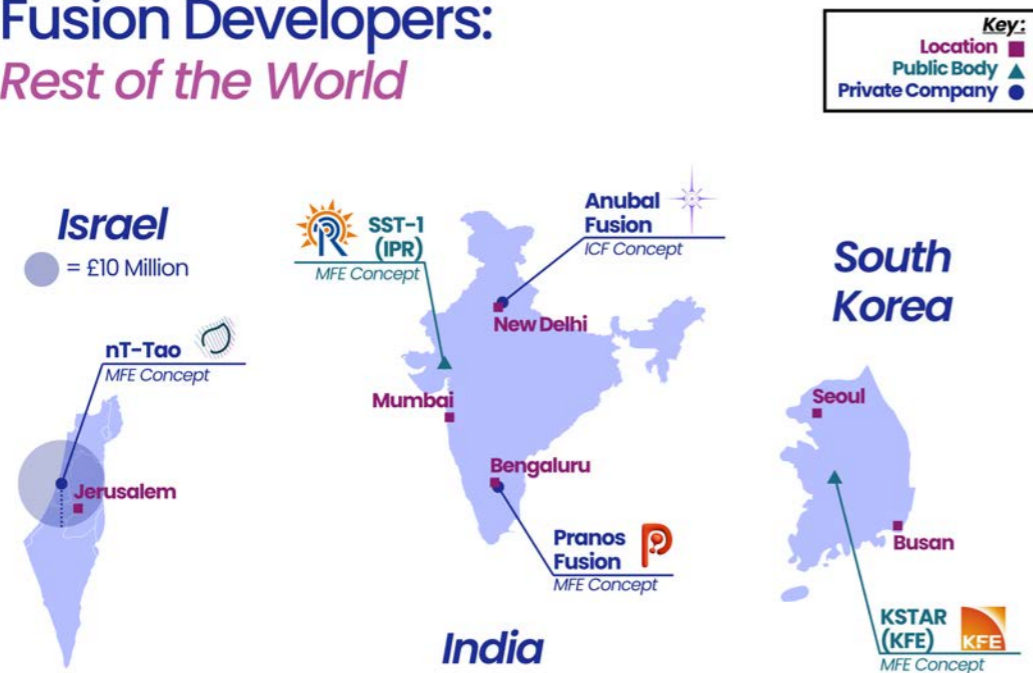 Fusion Developers:
Rest of the World
Key:
Location
Public Body
Private Company
Israel
= £10 Million
nT-Tao
MFE Concept
Jerusalem
SST-1
(IPR)
MFE Concept
Anubal
Fusion
ICF Concept
New Delhi
Mumbai
Bengaluru
Pranos
Fusion
MFE Concept
India
South
Korea
Seoul
Busan
KSTAR
(KFE)
KFE
MFE Concept